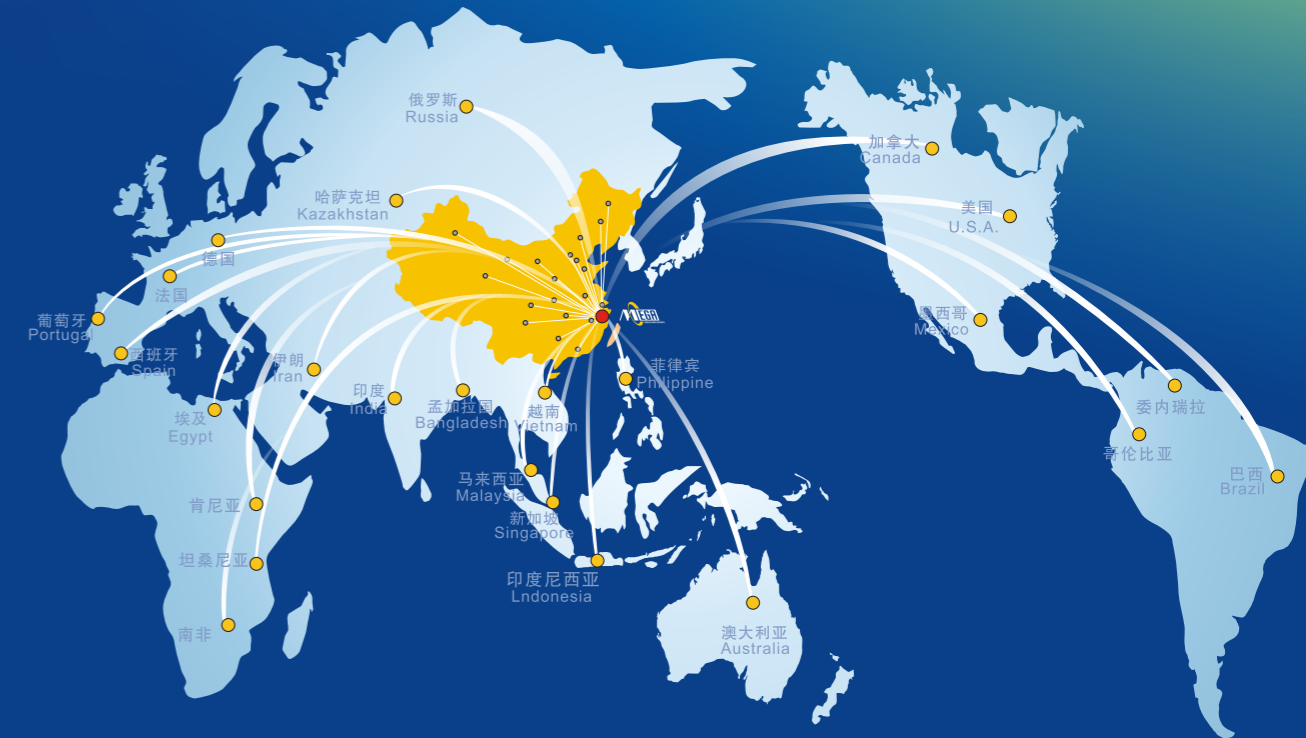 俄罗斯
Russia
加拿大
Canada
哈萨克坦
Kazakhstan
美国
U.S.A.
德国
法国
葡萄牙
Portugal
MEGA
墨西哥
Mexico
西班牙
Spain
伊朗
Iran
菲律宾
Philippine
印度
India
孟加拉国
Bangladesh
越南
Vietnam
委内瑞拉
埃及
Egypt
哥伦比亚
马来西亚
Malaysia
巴西
Brazil
肯尼亚
新加坡
Singapore
坦桑尼亚
印度尼西亚
Lndonesia
南非
澳大利亚
Australia